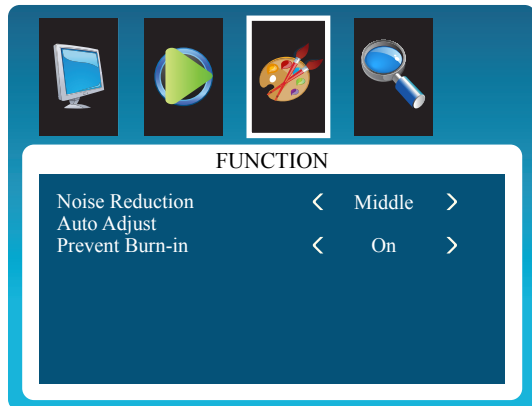 FUNCTION
Noise Reduction < Middle >
Auto Adjust
Prevent Burn-in < On >